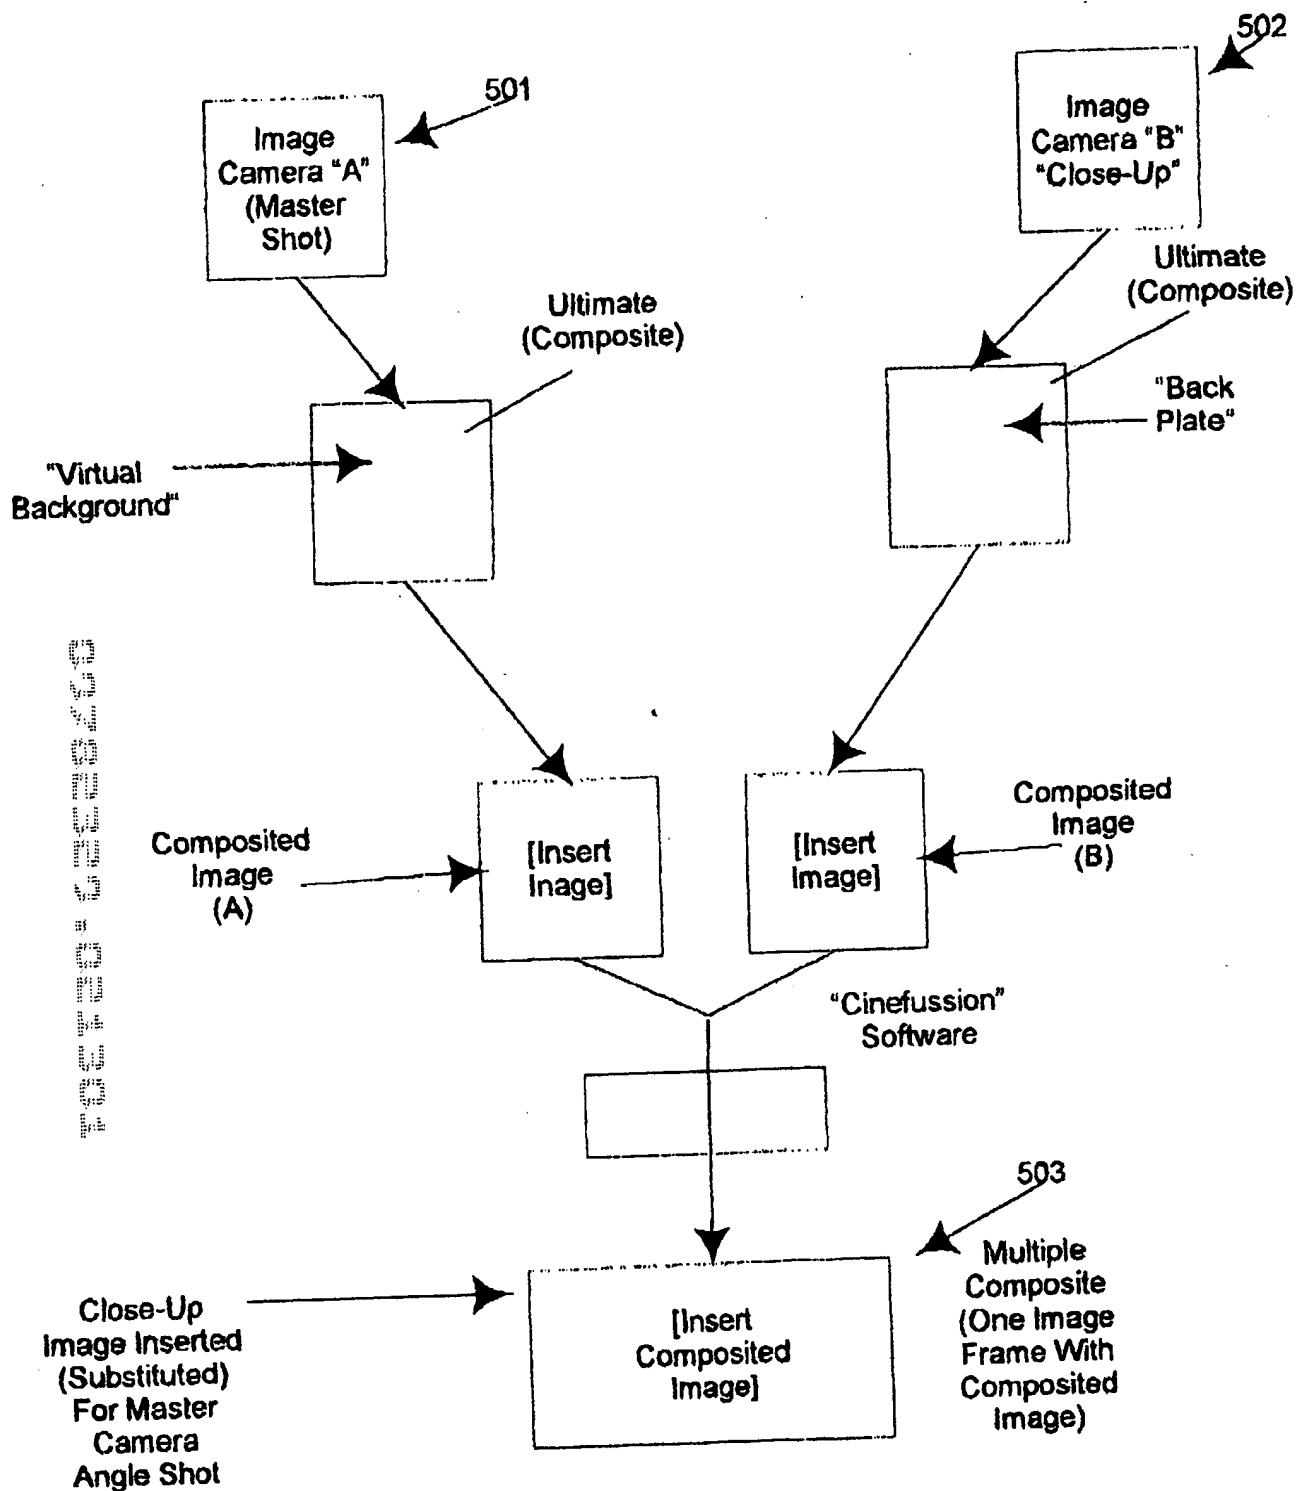 502
501
Image
Camera "A"
(Master
Shot)
Image
Camera "B"
"Close-Up"
Ultimate
(Composite)
Ultimate
(Composite)
"Back
Plate"
"Virtual
Background"
Composited
Image
(A)
[Insert
Inage]
[Insert
Image]
Composited
Image
(B)
"Cinefussion"
Software
503
Close-Up
Image Inserted
(Substituted)
For Master
Camera
Angle Shot
[Insert
Composited
Image]
Multiple
Composite
(One Image
Frame With
Composited
Image)